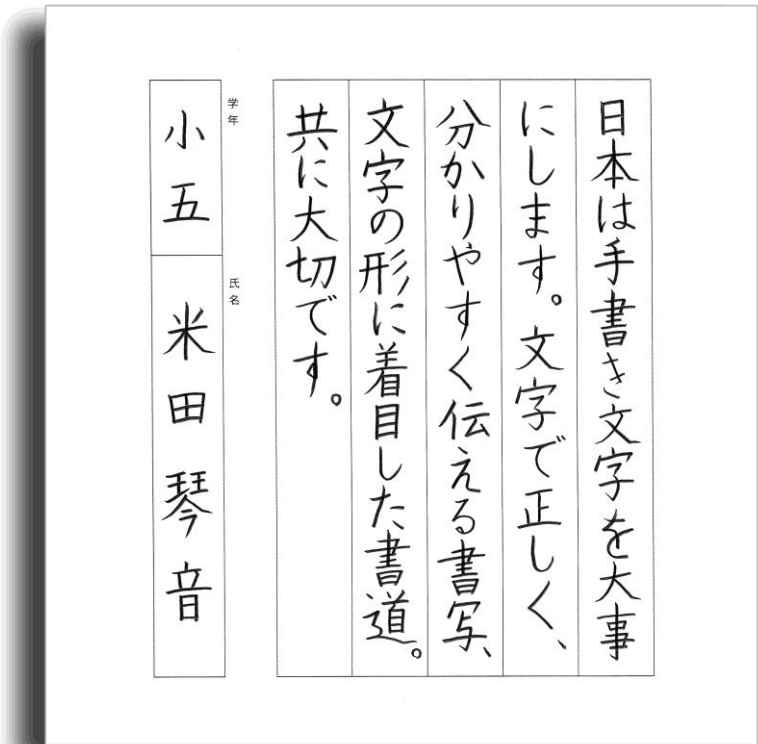 日本は手書き文字を大事
にします。文字で正しく、
分かりやすく伝える書写、
文字の形に着目した書道。
共に大切です。
学年
小五
氏名
米田琴音